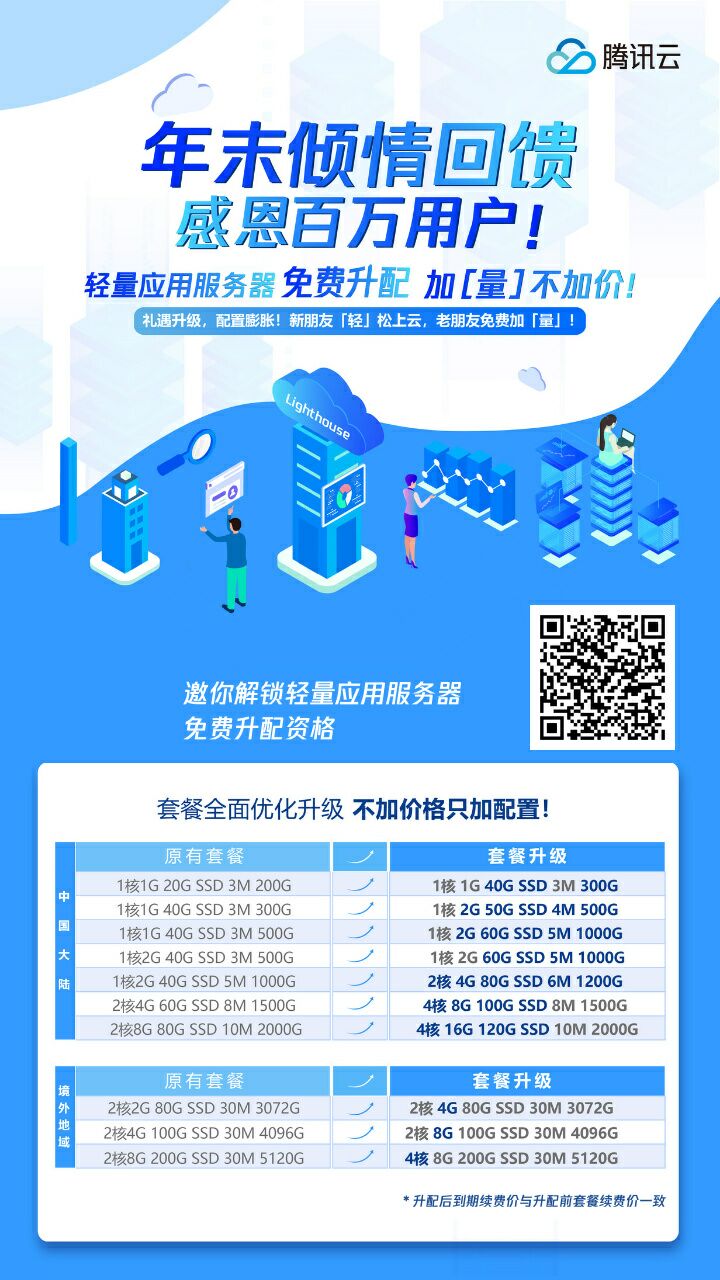 腾讯云
年末倾情回馈
感恩百万用户！
轻量应用服务器 免费升配 加[量]不加价！
礼遇升级，配置膨胀！新朋友「轻」松上云，老朋友免费加「量」！
Lighthouse
邀你解锁轻量应用服务器
免费升配资格
套餐全面优化升级 不加价格只加配置！
中国大陆
原有套餐 套餐升级
1核1G 20G SSD 3M 200G 1核 1G 40G SSD 3M 300G
1核1G 40G SSD 3M 300G 1核 2G 50G SSD 4M 500G
1核1G 40G SSD 3M 500G 1核 2G 60G SSD 5M 1000G
1核2G 40G SSD 3M 500G 1核 2G 60G SSD 5M 1000G
1核2G 40G SSD 5M 1000G 2核 4G 80G SSD 6M 1200G
2核4G 60G SSD 8M 1500G 4核 8G 100G SSD 8M 1500G
2核8G 80G SSD 10M 2000G 4核 16G 120G SSD 10M 2000G
境外地域
原有套餐 套餐升级
2核2G 80G SSD 30M 3072G 2核 4G 80G SSD 30M 3072G
2核4G 100G SSD 30M 4096G 2核 8G 100G SSD 30M 4096G
2核8G 200G SSD 30M 5120G 4核 8G 200G SSD 30M 5120G
* 升配后到期续费价与升配前套餐续费价一致